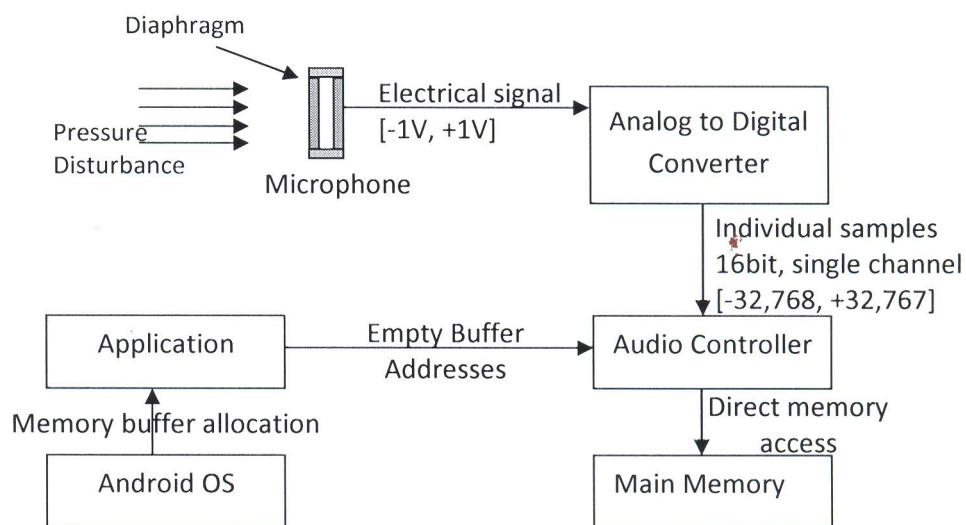 Diaphragm
Pressure
Disturbance
Microphone
Electrical signal
[-1V, +1V]
Analog to Digital
Converter
Individual samples
16bit, single channel
[-32,768, +32,767]
Application
Empty Buffer
Addresses
Audio Controller
Memory buffer allocation
Direct memory
access
Android OS
Main Memory